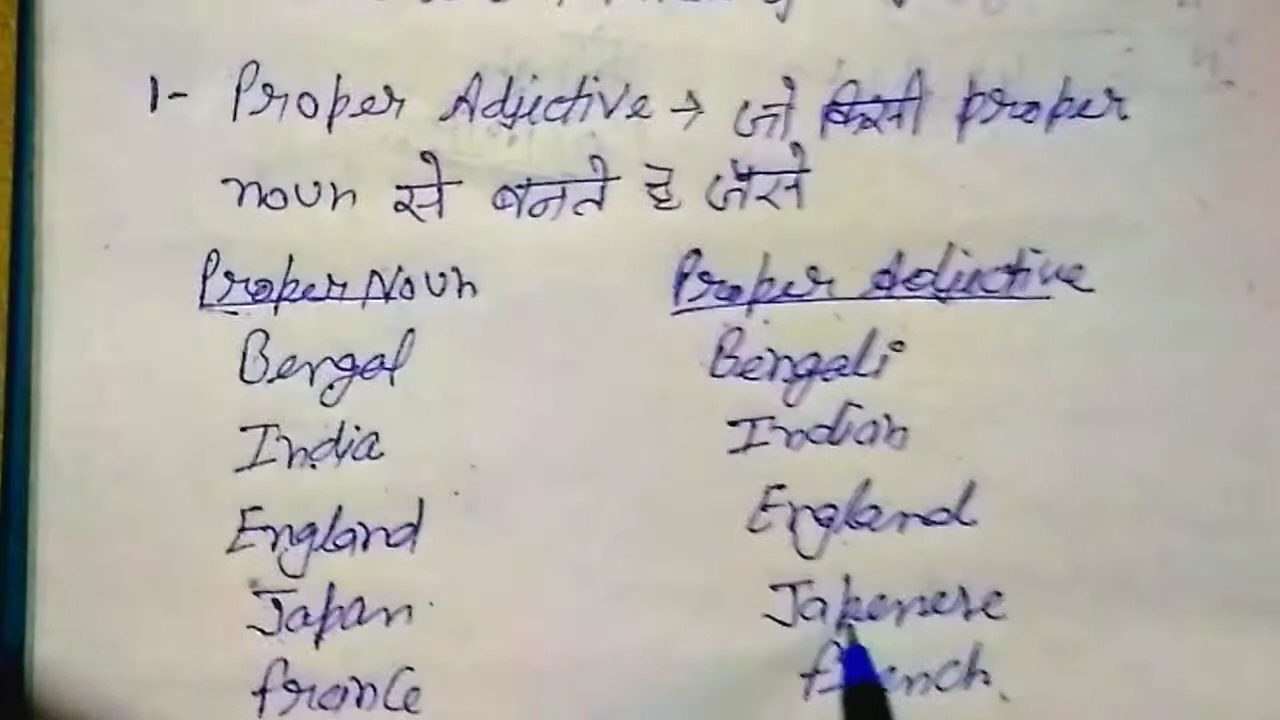 1- Proper Adjective → जो किसी proper
noun से बनते है जैसे
Proper Noun Proper Adjective
Bengal Bengali
India Indian
England England
Japan Japenese
france french